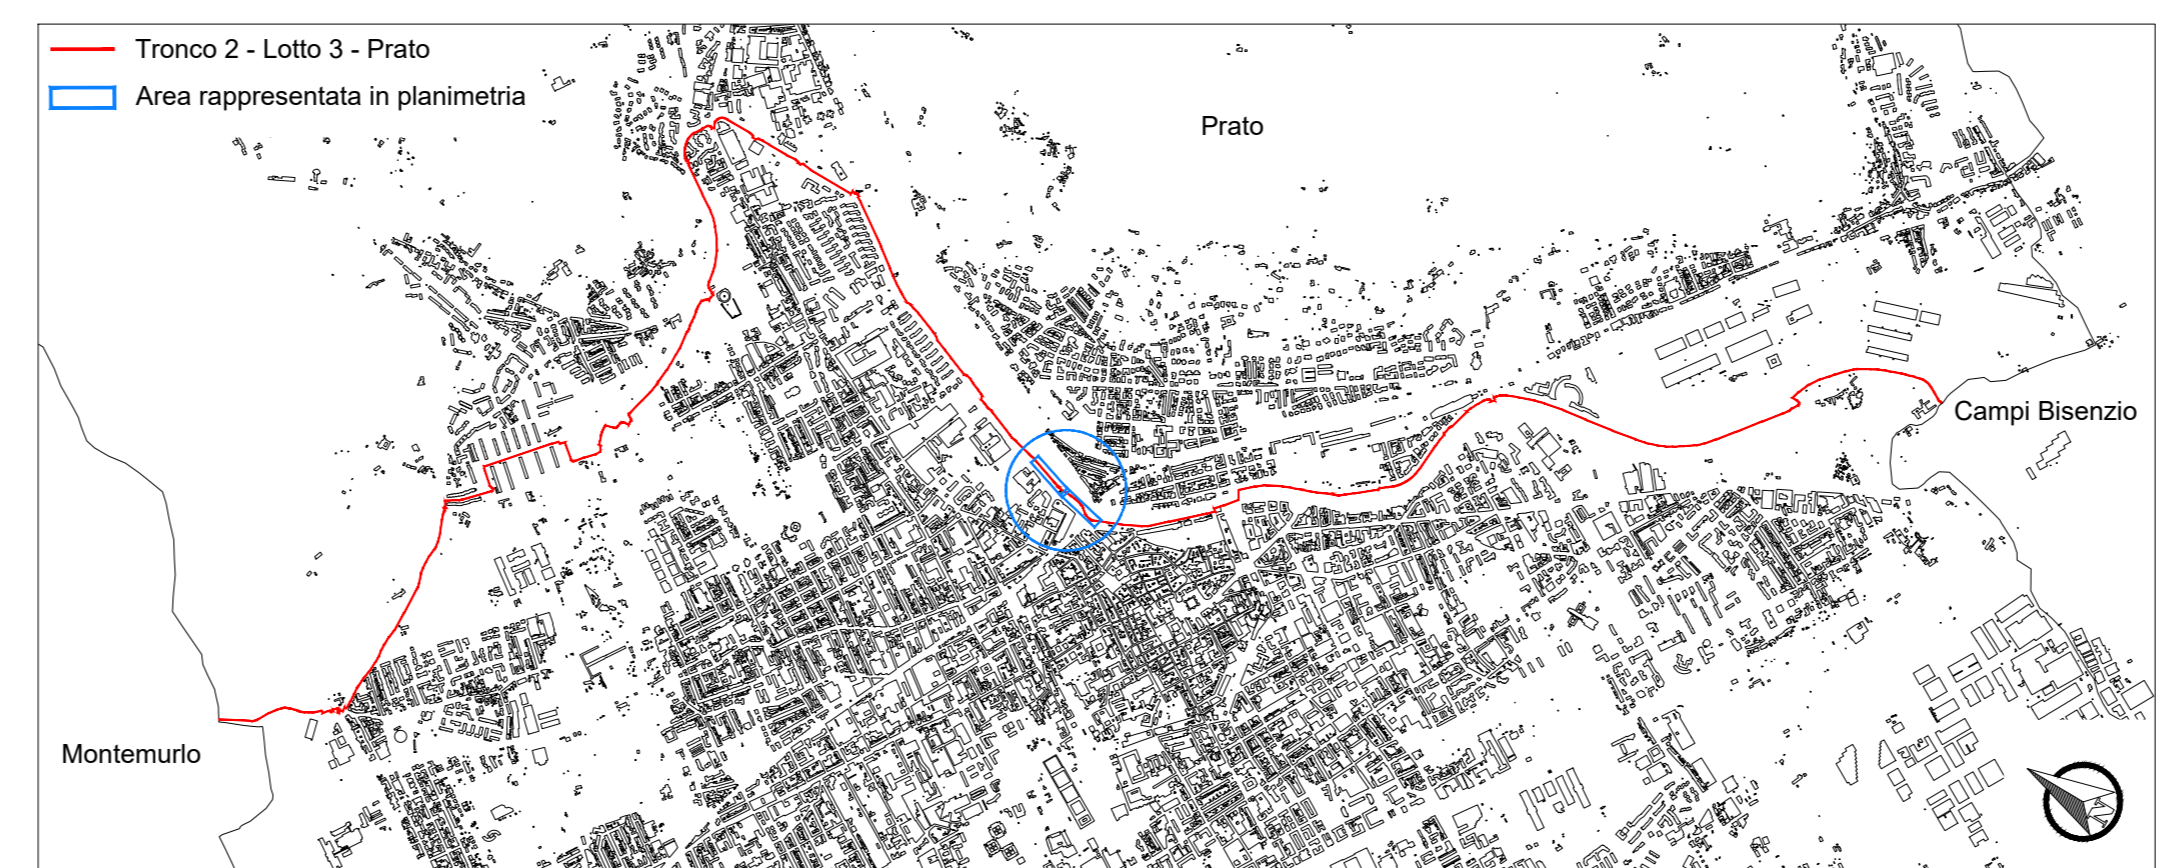 Tronco 2 - Lotto 3 - Prato
Area rappresentata in planimetria
Prato
Campi Bisenzio
Montemurlo
N